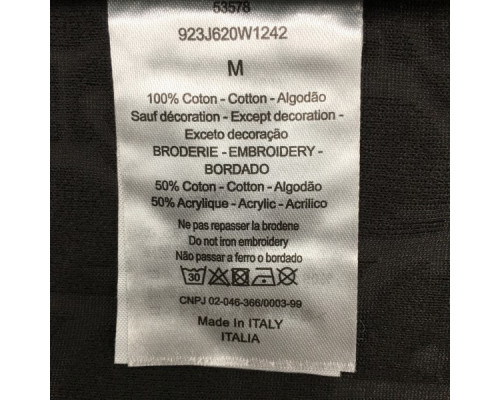 53578
923J620W1242
M
100% Coton - Cotton - Algodão
Sauf décoration - Except decoration -
Exceto decoração
BRODERIE - EMBROIDERY -
BORDADO
50% Coton - Cotton - Algodão
50% Acrylique - Acrylic - Acrilico
Ne pas repasser la broderie
Do not iron embroidery
Não passar a ferro o bordado
30
CNPJ 02-046-366/0003-99
Made In ITALY
ITALIA